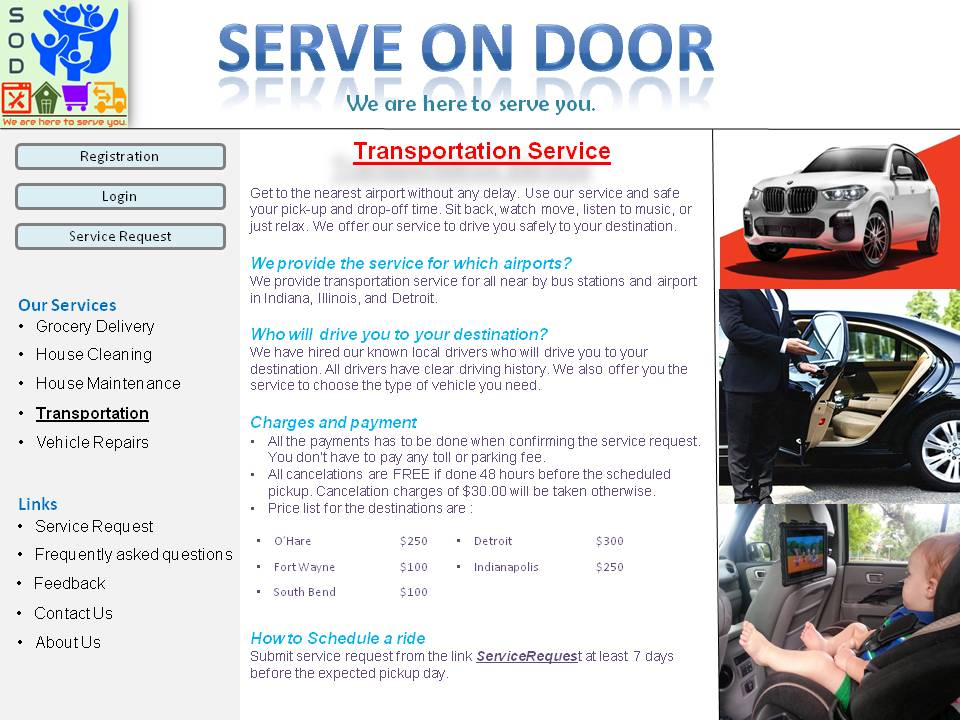 S
O
D
We are here to serve you.
SERVE ON DOOR
We are here to serve you.
Registration
Login
Service Request
Our Services
• Grocery Delivery
• House Cleaning
• House Maintenance
• Transportation
• Vehicle Repairs
Links
• Service Request
• Frequently asked questions
• Feedback
• Contact Us
• About Us
Transportation Service
Get to the nearest airport without any delay. Use our service and safe
your pick-up and drop-off time. Sit back, watch move, listen to music, or
just relax. We offer our service to drive you safely to your destination.
We provide the service for which airports?
We provide transportation service for all near by bus stations and airport
in Indiana, Illinois, and Detroit.
Who will drive you to your destination?
We have hired our known local drivers who will drive you to your
destination. All drivers have clear driving history. We also offer you the
service to choose the type of vehicle you need.
Charges and payment
• All the payments has to be done when confirming the service request.
You don't have to pay any toll or parking fee.
• All cancelations are FREE if done 48 hours before the scheduled
pickup. Cancelation charges of $30.00 will be taken otherwise.
• Price list for the destinations are :
• O'Hare $250 • Detroit $300
• Fort Wayne $100 • Indianapolis $250
• South Bend $100
How to Schedule a ride
Submit service request from the link ServiceRequest at least 7 days
before the expected pickup day.